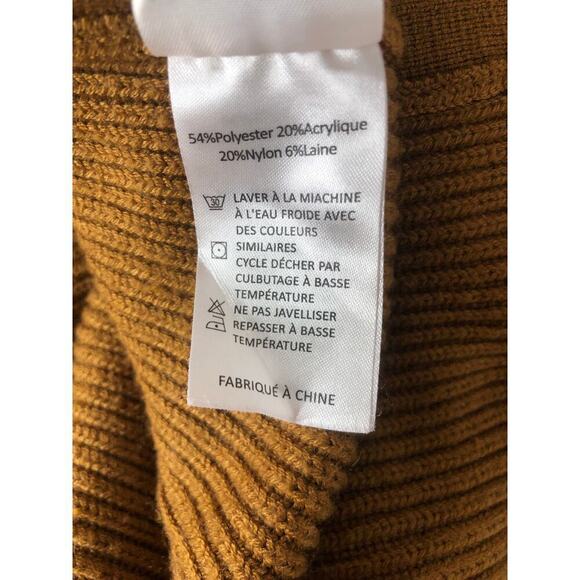 54%Polyester 20%Acrylique
20%Nylon 6%Laine
30 LAVER À LA MIACHINE
À L'EAU FROIDE AVEC
DES COULEURS
SIMILAIRES
CYCLE DÉCHER PAR
CULBUTAGE À BASSE
TEMPÉRATURE
NE PAS JAVELLISER
REPASSER À BASSE
TEMPÉRATURE
FABRIQUÉ À CHINE